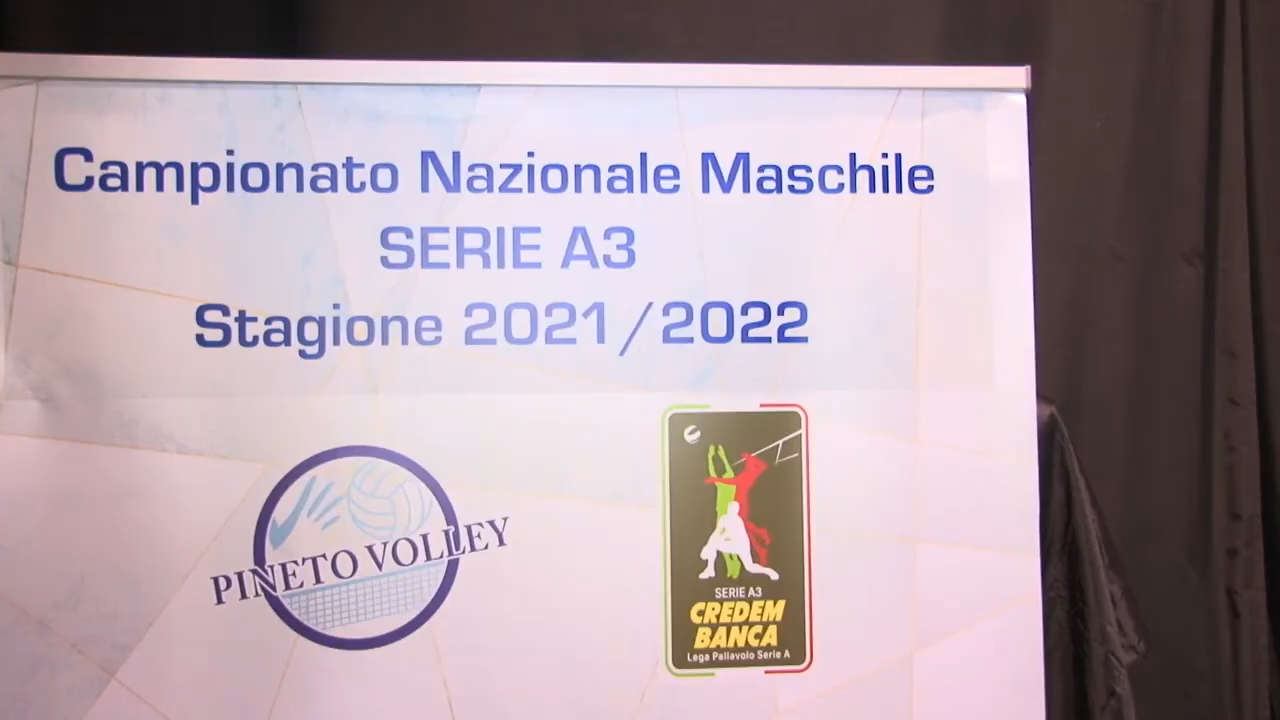 Campionato Nazionale Maschile
SERIE A3
Stagione 2021/2022
PINETO VOLLEY
SERIE A3
CREDEM
BANCA
Lega Pallavolo Serie A